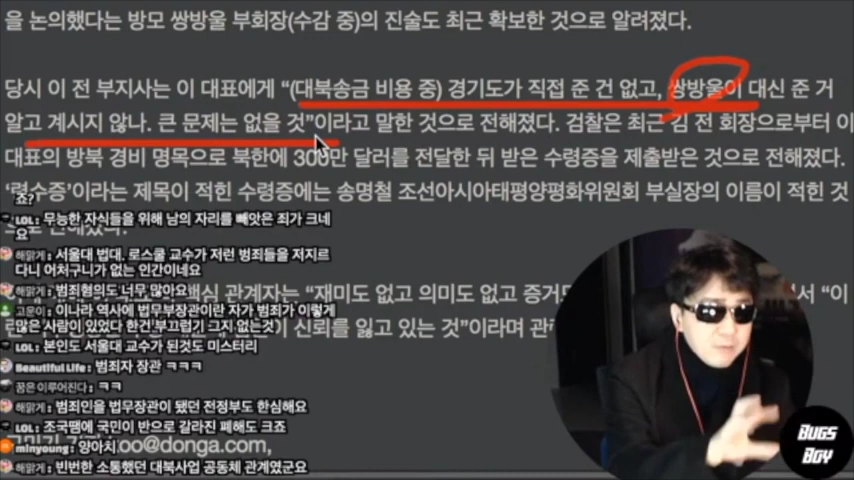 을 논의했다는 방모 쌍방울 부회장(수감 중)의 진술도 최근 확보한 것으로 알려졌다.
당시 이 전 부지사는 이 대표에게 “(대북송금 비용 중) 경기도가 직접 준 건 없고, 쌍방울이 대신 준 거
알고 계시지 않나. 큰 문제는 없을 것”이라고 말한 것으로 전해졌다. 검찰은 최근 김 전 회장으로부터 이
대표의 방북 경비 명목으로 북한에 300만 달러를 전달한 뒤 받은 수령증을 제출받은 것으로 전해졌다.
‘령수증’이라는 제목이 적힌 수령증에는 송명철 조선아시아태평양평화위원회 부실장의 이름이 적힌 것
죠?
LOL: 무능한 자식들을 위해 남의 자리를 빼앗은 죄가 크네
요
해맑게: 서울대 법대. 로스쿨 교수가 저런 범죄들을 저지르
다니 어처구니가 없는 인간이네요
해맑게: 범죄혐의도 너무 많아요
핵심 관계자는 “재미도 없고 의미도 없고 증거도
서 “이
고운이: 이나라 역사에 법무부장관이란 자가 범죄가 이렇게
많은 사람이 있었다 한건 부끄럽기 그지 없는것)
이 신뢰를 잃고 있는 것”이라며
LOL: 본인도 서울대 교수가 된것도 미스터리
Beautiful Life: 범죄자 장관 ㅋㅋㅋ
꿈은 이루어진다: ㅋㅋ
해맑게: 범죄인을 법무장관이 됐던 전정부도 한심해요
LOL: 조국땜에 국민이 반으로 갈라진 폐해도 크죠
minyoung: 양아치
oo@donga.com,
해맑게: 빈번한 소통했던 대북사업 공동체 관계였군요
BUGS
BOY